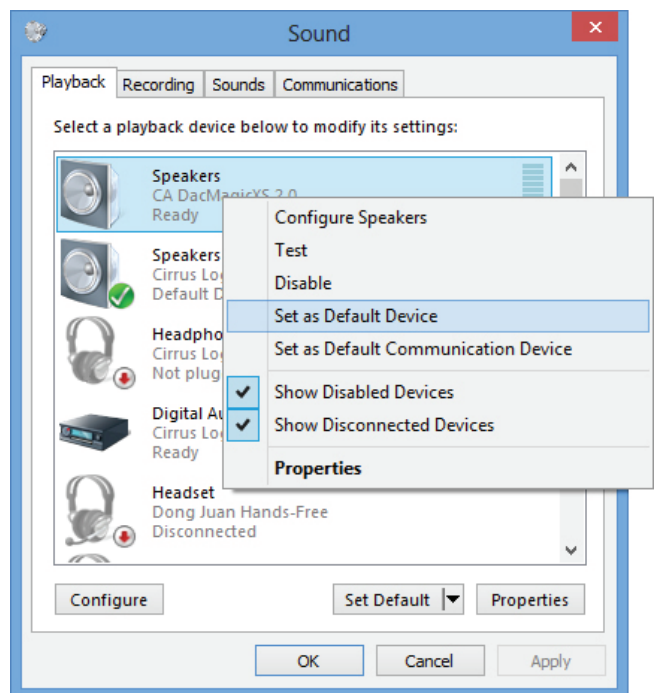 Sound
Playback Recording Sounds Communications
Select a playback device below to modify its settings:
Speakers
CA DacMagicXS 2.0
Ready
Speakers
Cirrus Lo
Default D
Headpho
Cirrus Lo
Not plug
Digital Au
Cirrus Lo
Ready
Headset
Dong Juan Hands-Free
Disconnected
Configure Speakers
Test
Disable
Set as Default Device
Set as Default Communication Device
Show Disabled Devices
Show Disconnected Devices
Properties
Configure Set Default Properties
OK Cancel Apply